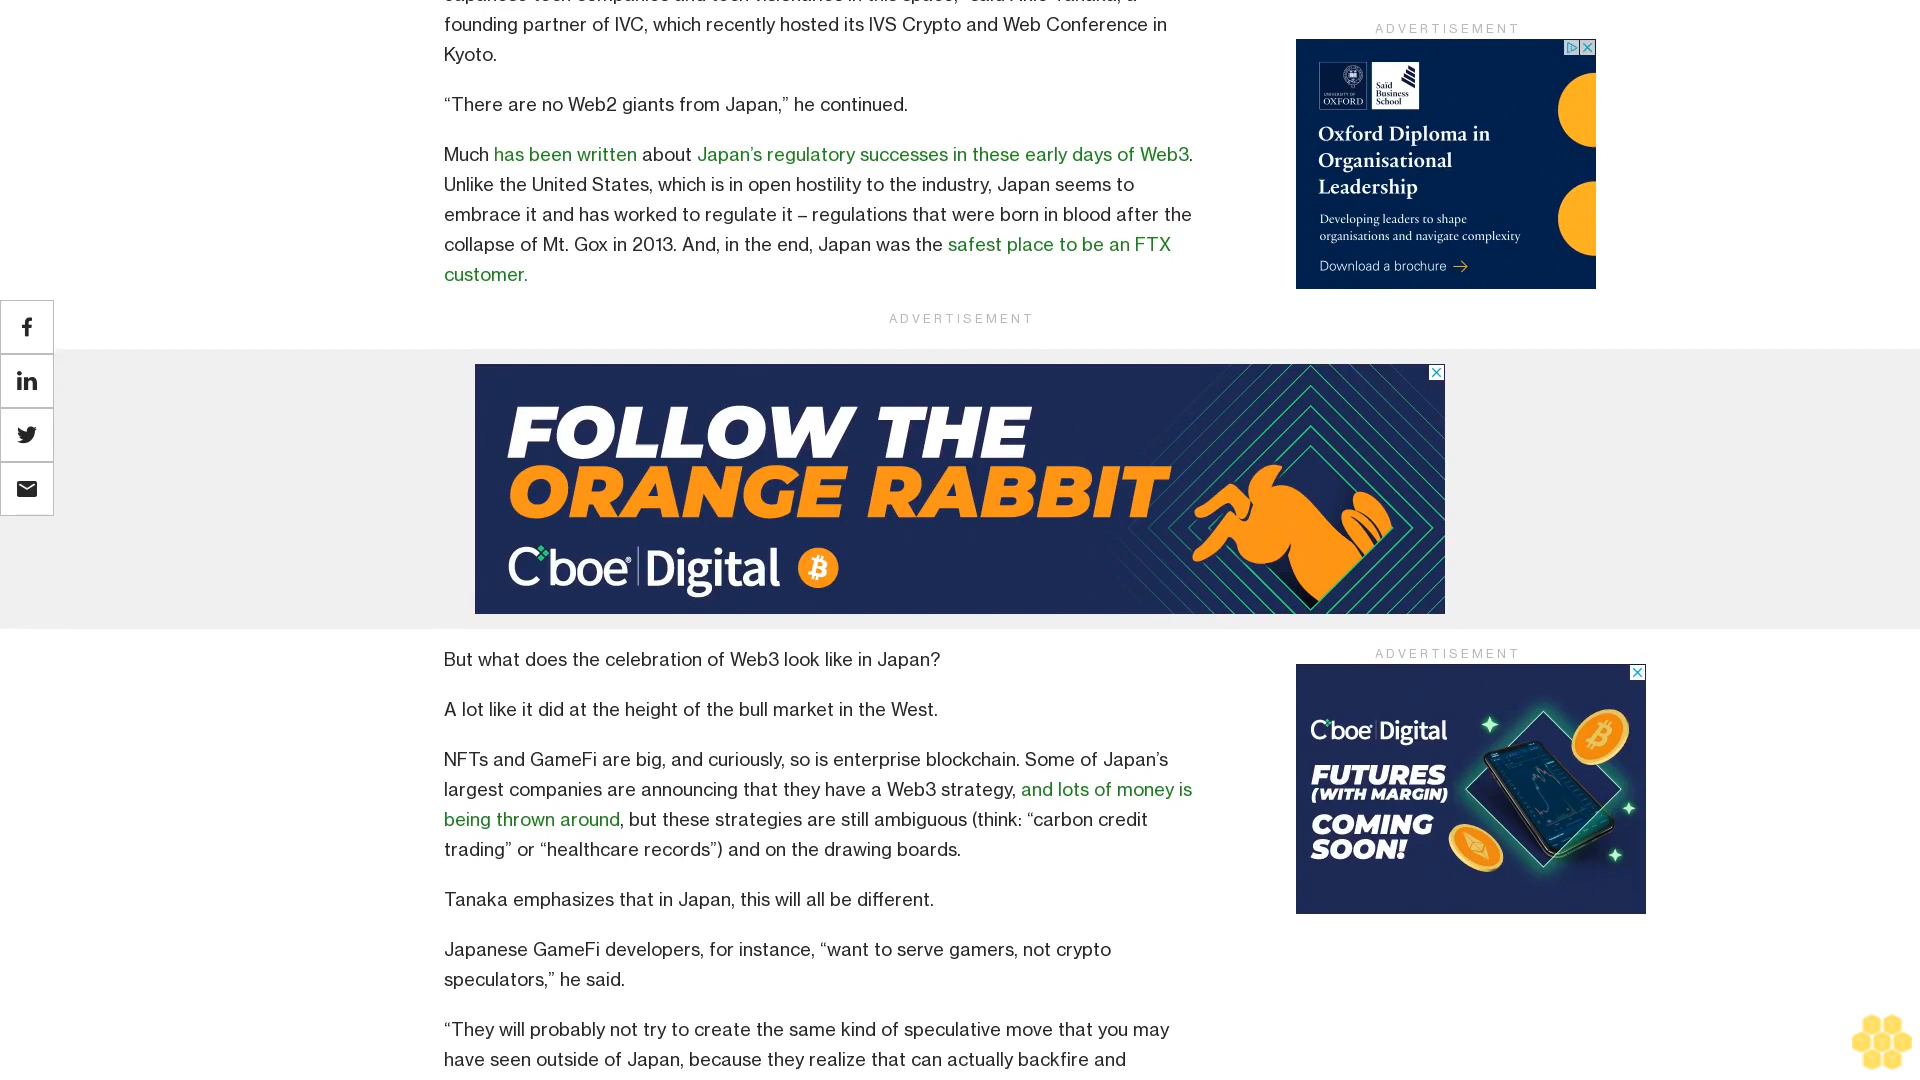 founding partner of IVC, which recently hosted its IVS Crypto and Web Conference in
Kyoto.
“There are no Web2 giants from Japan,” he continued.
Much has been written about Japan’s regulatory successes in these early days of Web3.
Unlike the United States, which is in open hostility to the industry, Japan seems to
embrace it and has worked to regulate it – regulations that were born in blood after the
collapse of Mt. Gox in 2013. And, in the end, Japan was the safest place to be an FTX
customer.
ADVERTISEMENT
UNIVERSITY OF
OXFORD
Saïd
Business
School
Oxford Diploma in
Organisational
Leadership
Developing leaders to shape
organisations and navigate complexity
Download a brochure
ADVERTISEMENT
FOLLOW THE
ORANGE RABBIT
Cboe® Digital
But what does the celebration of Web3 look like in Japan?
A lot like it did at the height of the bull market in the West.
NFTs and GameFi are big, and curiously, so is enterprise blockchain. Some of Japan’s
largest companies are announcing that they have a Web3 strategy, and lots of money is
being thrown around, but these strategies are still ambiguous (think: “carbon credit
trading” or “healthcare records”) and on the drawing boards.
Tanaka emphasizes that in Japan, this will all be different.
Japanese GameFi developers, for instance, “want to serve gamers, not crypto
speculators,” he said.
“They will probably not try to create the same kind of speculative move that you may
have seen outside of Japan, because they realize that can actually backfire and
ADVERTISEMENT
Cboe Digital
FUTURES
(WITH MARGIN)
COMING
SOON!